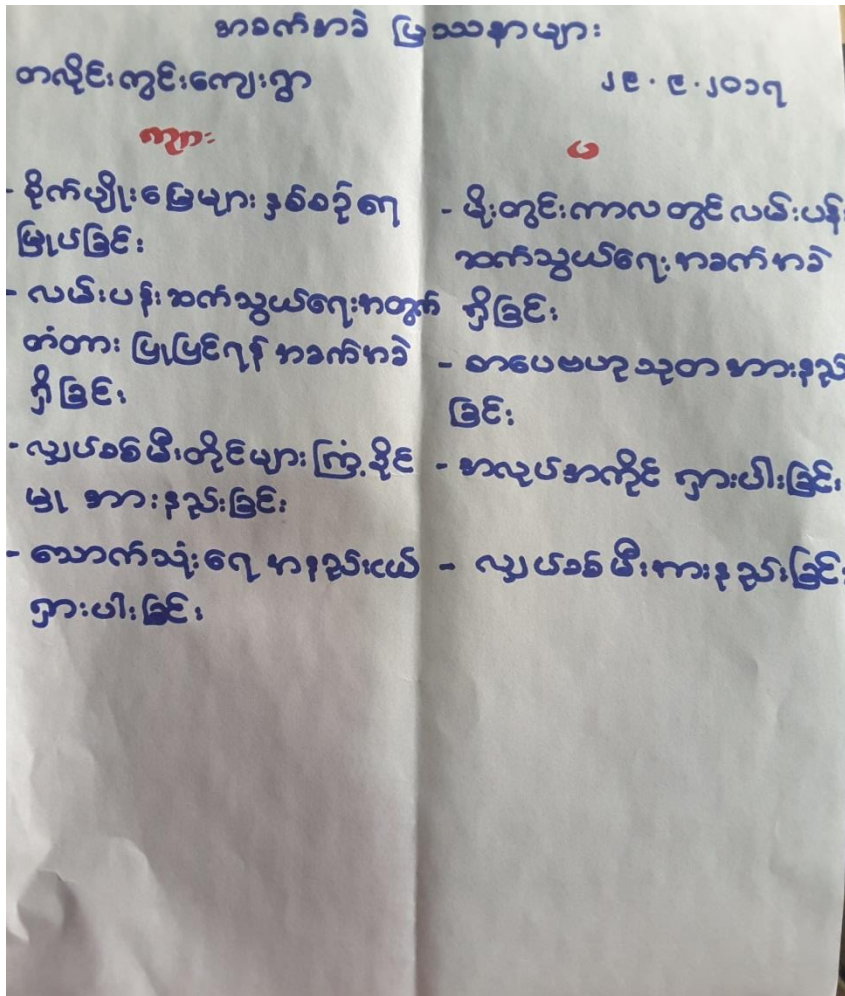 အခက်အခဲ ပြဿနာများ
တလိုင်းကွင်းကျေးရွာ
၂၉.၉.၂၀၁၇
ကျား
- စိုက်ပျိုးမြေများ နှစ်စဉ်ရေ
မြုပ်ခြင်း
- လမ်းပန်းဆက်သွယ်ရေးအတွက်
တံတား ပြုပြင်ရန် အခက်အခဲ
ရှိခြင်း
- လျှပ်စစ်မီးတိုင်များ ကြံ့ခိုင်
မှု အားနည်းခြင်း
- သောက်သုံးရေ အနည်းငယ်
ရှားပါးခြင်း
မ
- မိုးတွင်းကာလတွင် လမ်းပန်း
ဆက်သွယ်ရေး အခက်အခဲ
ရှိခြင်း
- စာပေဗဟုသုတ အားနည်း
ခြင်း
- အလုပ်အကိုင် ရှားပါးခြင်း
- လျှပ်စစ်မီးအားနည်းခြင်း